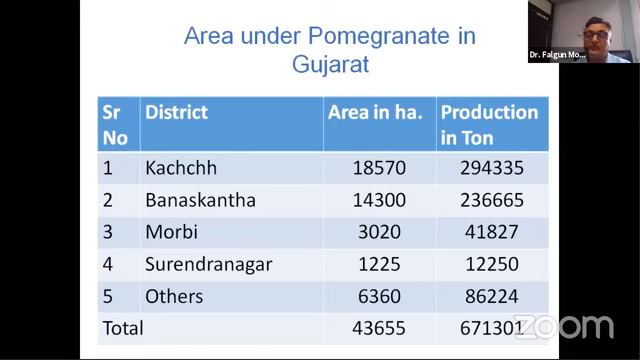 Area under Pomegranate in
Gujarat
Dr. Falgun Mo...
Sr No District Area in ha. Production in Ton
1 Kachchh 18570 294335
2 Banaskantha 14300 236665
3 Morbi 3020 41827
4 Surendranagar 1225 12250
5 Others 6360 86224
Total 43655 671301
zoom